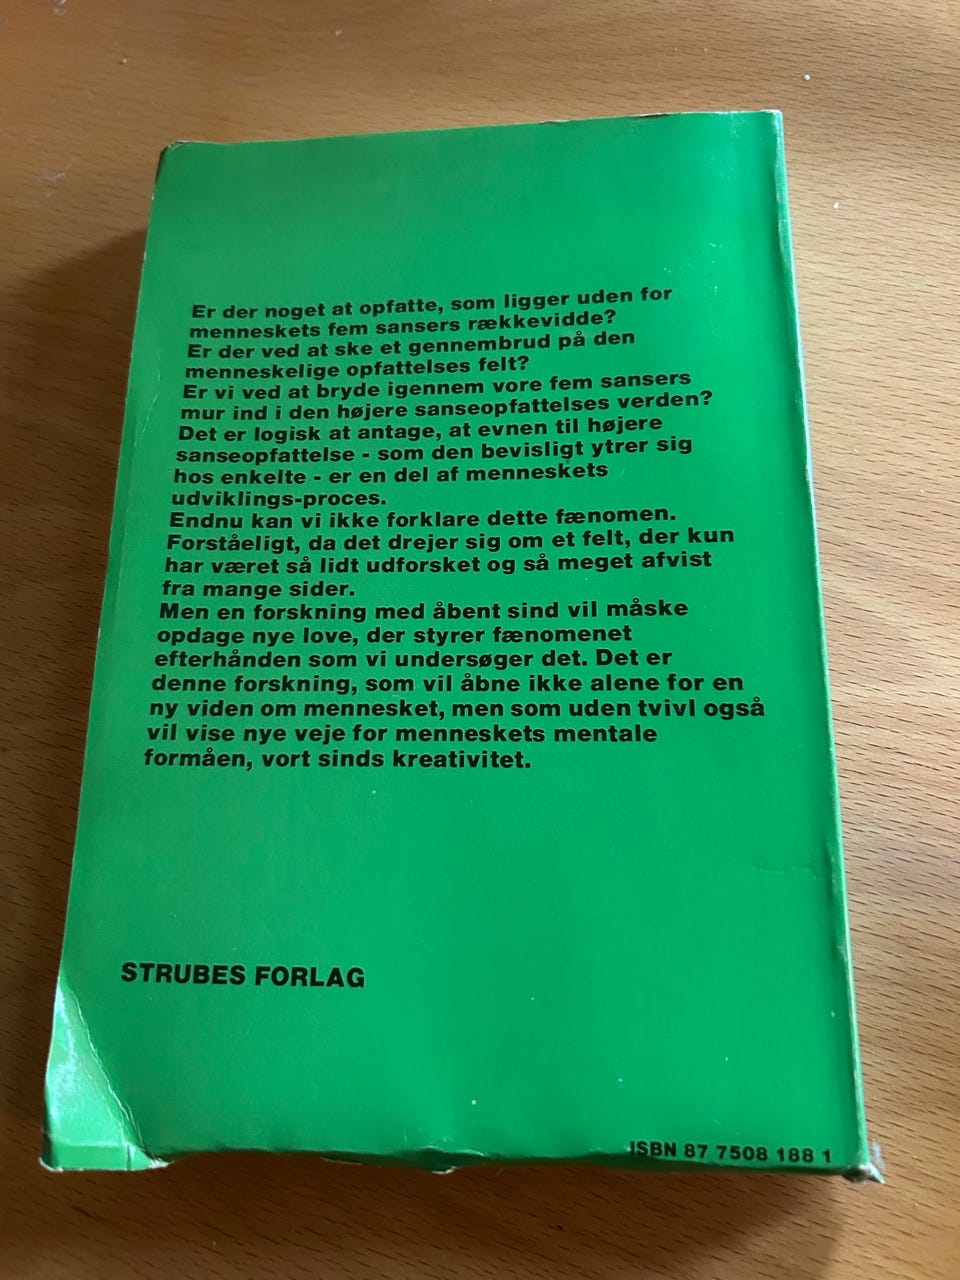 Er der noget at opfatte, som ligger uden for
menneskets fem sansers rækkevidde?
Er der ved at ske et gennembrud på den
menneskelige opfattelses felt?
Er vi ved at bryde igennem vore fem sansers
mur ind i den højere sanseopfattelses verden?
Det er logisk at antage, at evnen til højere
sanseopfattelse - som den bevisligt ytrer sig
hos enkelte - er en del af menneskets
udviklings-proces.
Endnu kan vi ikke forklare dette fænomen.
Forståeligt, da det drejer sig om et felt, der kun
har været så lidt udforsket og så meget afvist
fra mange sider.
Men en forskning med åbent sind vil måske
opdage nye love, der styrer fænomenet
efterhånden som vi undersøger det. Det er
denne forskning, som vil åbne ikke alene for en
ny viden om mennesket, men som uden tvivl også
vil vise nye veje for menneskets mentale
formåen, vort sinds kreativitet.
STRUBES FORLAG
ISBN 87 7508 188 1